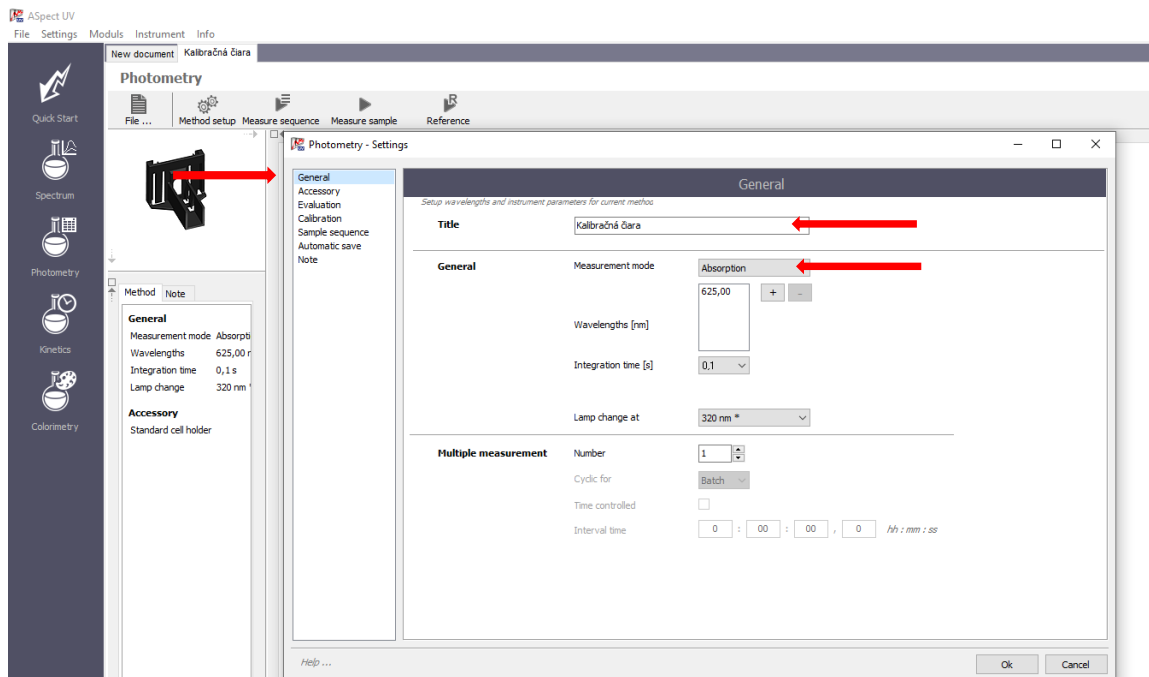 ASpect UV
File Settings Moduls Instrument Info
New document Kalibračná čiara
Photometry
File ... Method setup Measure sequence Measure sample Reference
Quick Start
Spectrum
Photometry
Kinetics
Colorimetry
Method Note
General
Measurement mode Absorpti
Wavelengths 625,00 r
Integration time 0,1 s
Lamp change 320 nm *
Accessory
Standard cell holder
Photometry - Settings
General
Accessory
Evaluation
Calibration
Sample sequence
Automatic save
Note
General
Setup wavelengths and instrument parameters for current method
Title Kalibračná čiara
General Measurement mode Absorption
625,00 + -
Wavelengths [nm]
Integration time [s] 0,1
Lamp change at 320 nm *
Multiple measurement Number 1
Cyclic for Batch
Time controlled
Interval time 0 : 00 : 00 , 0 hh : mm : ss
Help ...
Ok Cancel